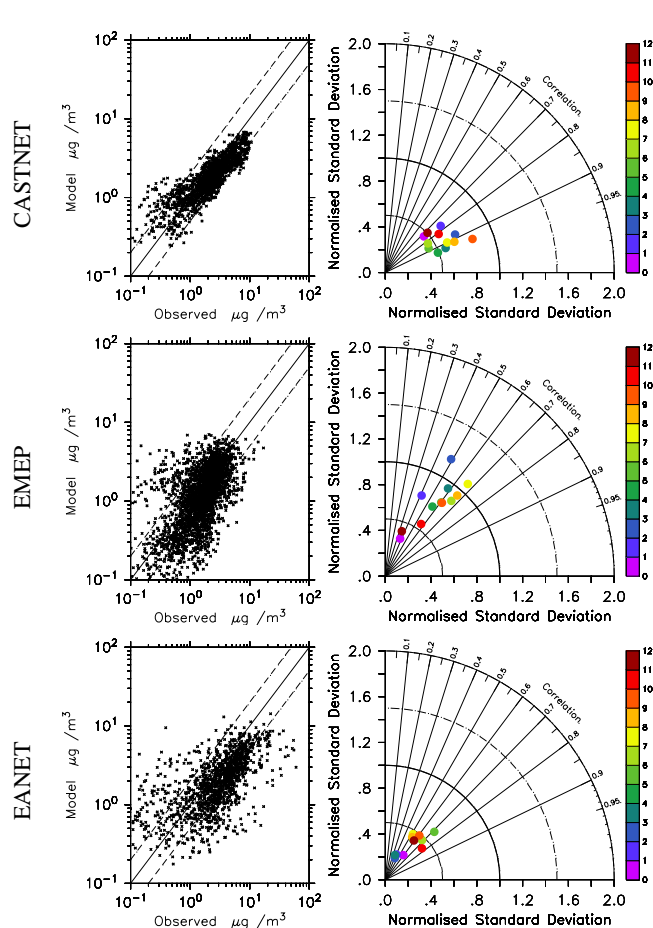 CASTNET
Model μg /m³
10²
10¹
10⁰
10⁻¹
10⁻¹ 10⁰ 10¹ 10²
Observed μg /m³
Normalised Standard Deviation
2.0
1.6
1.2
.8
.4
.0
.0 .4 .8 1.2 1.6 2.0
Normalised Standard Deviation
0.1 0.2 0.3 0.4 0.5 0.6 0.7 0.8 0.9 0.95
Correlation
12
11
10
9
8
7
6
5
4
3
2
1
0
EMEP
Model μg /m³
10²
10¹
10⁰
10⁻¹
10⁻¹ 10⁰ 10¹ 10²
Observed μg /m³
Normalised Standard Deviation
2.0
1.6
1.2
.8
.4
.0
.0 .4 .8 1.2 1.6 2.0
Normalised Standard Deviation
0.1 0.2 0.3 0.4 0.5 0.6 0.7 0.8 0.9 0.95
Correlation
12
11
10
9
8
7
6
5
4
3
2
1
0
EANET
Model μg /m³
10²
10¹
10⁰
10⁻¹
10⁻¹ 10⁰ 10¹ 10²
Observed μg /m³
Normalised Standard Deviation
2.0
1.6
1.2
.8
.4
.0
.0 .4 .8 1.2 1.6 2.0
Normalised Standard Deviation
0.1 0.2 0.3 0.4 0.5 0.6 0.7 0.8 0.9 0.95
Correlation
12
11
10
9
8
7
6
5
4
3
2
1
0